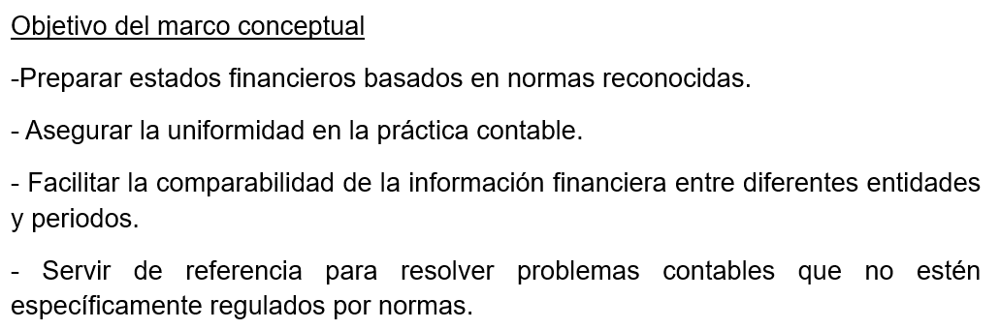 Objetivo del marco conceptual
-Preparar estados financieros basados en normas reconocidas.
- Asegurar la uniformidad en la práctica contable.
- Facilitar la comparabilidad de la información financiera entre diferentes entidades
y periodos.
- Servir de referencia para resolver problemas contables que no estén
específicamente regulados por normas.